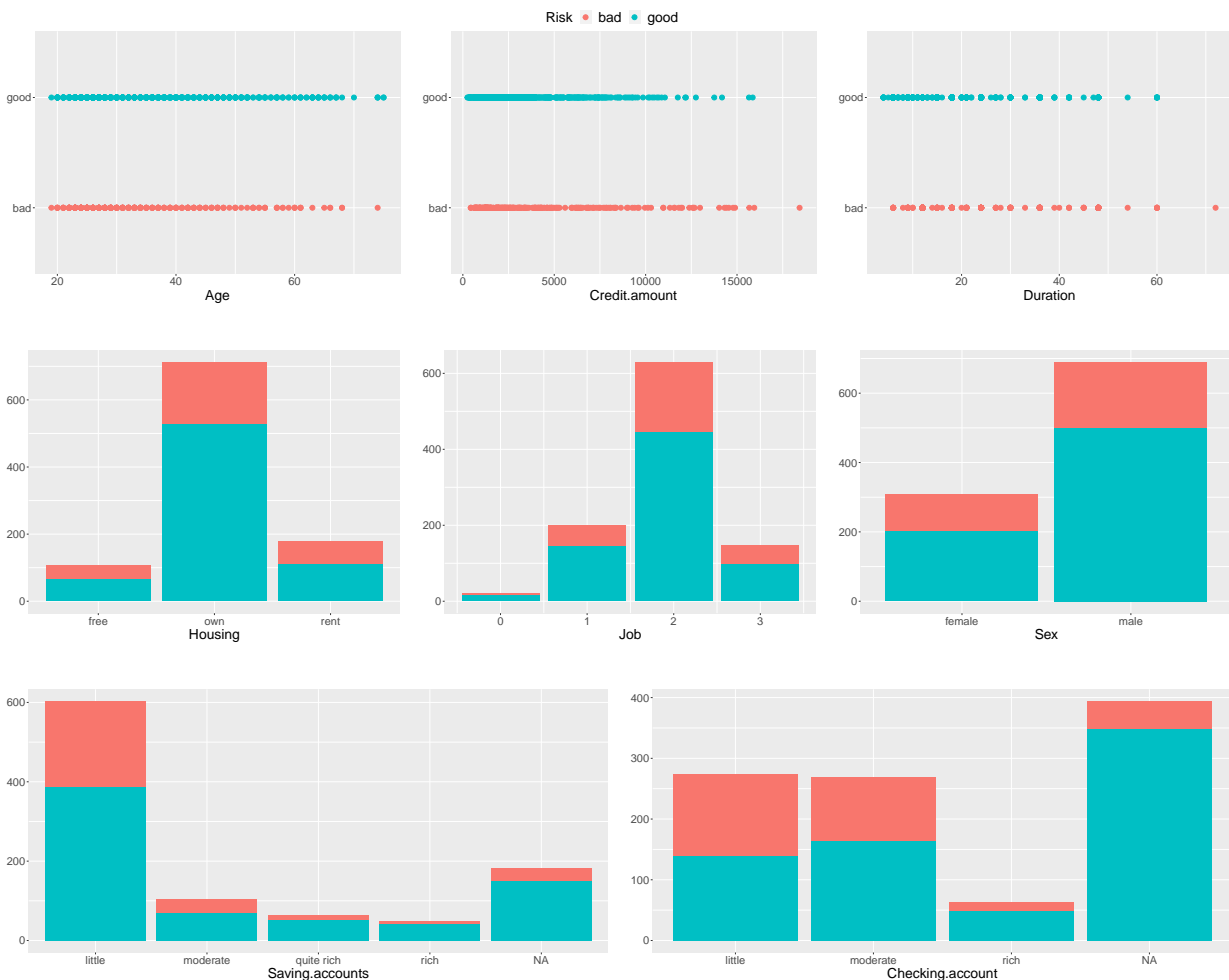 Risk bad good
good
bad
20 40 60
Age
good
bad
0 5000 10000 15000
Credit.amount
good
bad
20 40 60
Duration
600
400
200
0
free own rent
Housing
600
400
200
0
0 1 2 3
Job
600
400
200
0
female male
Sex
600
400
200
0
little moderate quite rich rich NA
Saving.accounts
400
300
200
100
0
little moderate rich NA
Checking.account